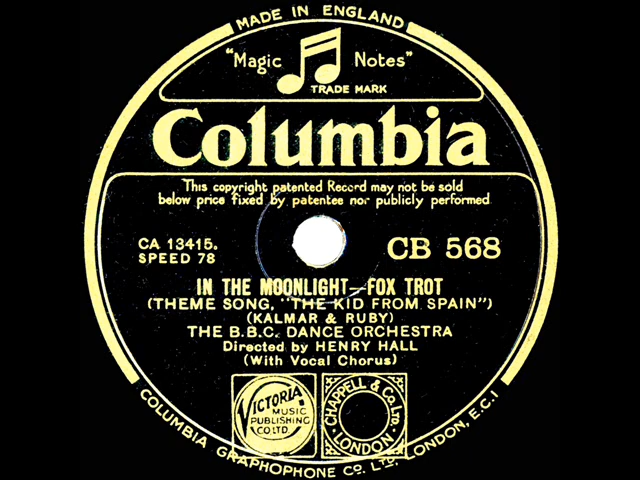 MADE IN ENGLAND
"Magic Notes"
TRADE MARK
Columbia
This copyright patented Record may not be sold
below price fixed by patentee nor publicly performed
CA 13415.
SPEED 78
CB 568
IN THE MOONLIGHT—FOX TROT
(THEME SONG, "THE KID FROM SPAIN")
(KALMAR & RUBY)
THE B.B.C. DANCE ORCHESTRA
Directed by HENRY HALL
(With Vocal Chorus)
VICTORIA
MUSIC
PUBLISHING
CO LTD
CHAPPELL & Co. LTD.
LONDON
COLUMBIA GRAPHOPHONE CO. LTD. LONDON, E.C.1